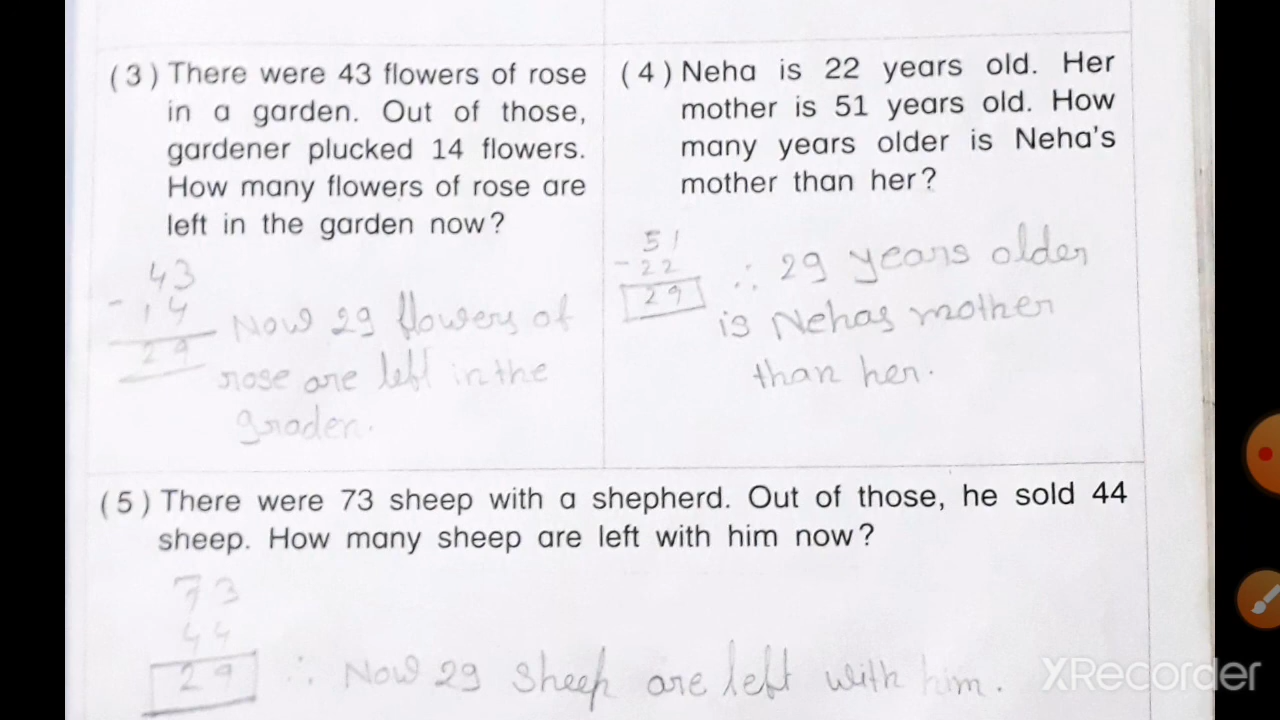 (3) There were 43 flowers of rose
in a garden. Out of those,
gardener plucked 14 flowers.
How many flowers of rose are
left in the garden now?
43
- 14
29
Now 29 flowers of
rose are left in the
graden.
(4) Neha is 22 years old. Her
mother is 51 years old. How
many years older is Neha's
mother than her?
51
- 22
29
∴ 29 years older
is Nehas mother
than her.
(5) There were 73 sheep with a shepherd. Out of those, he sold 44
sheep. How many sheep are left with him now?
73
44
29
∴ Now 29 sheep are left with him.
XRecorder